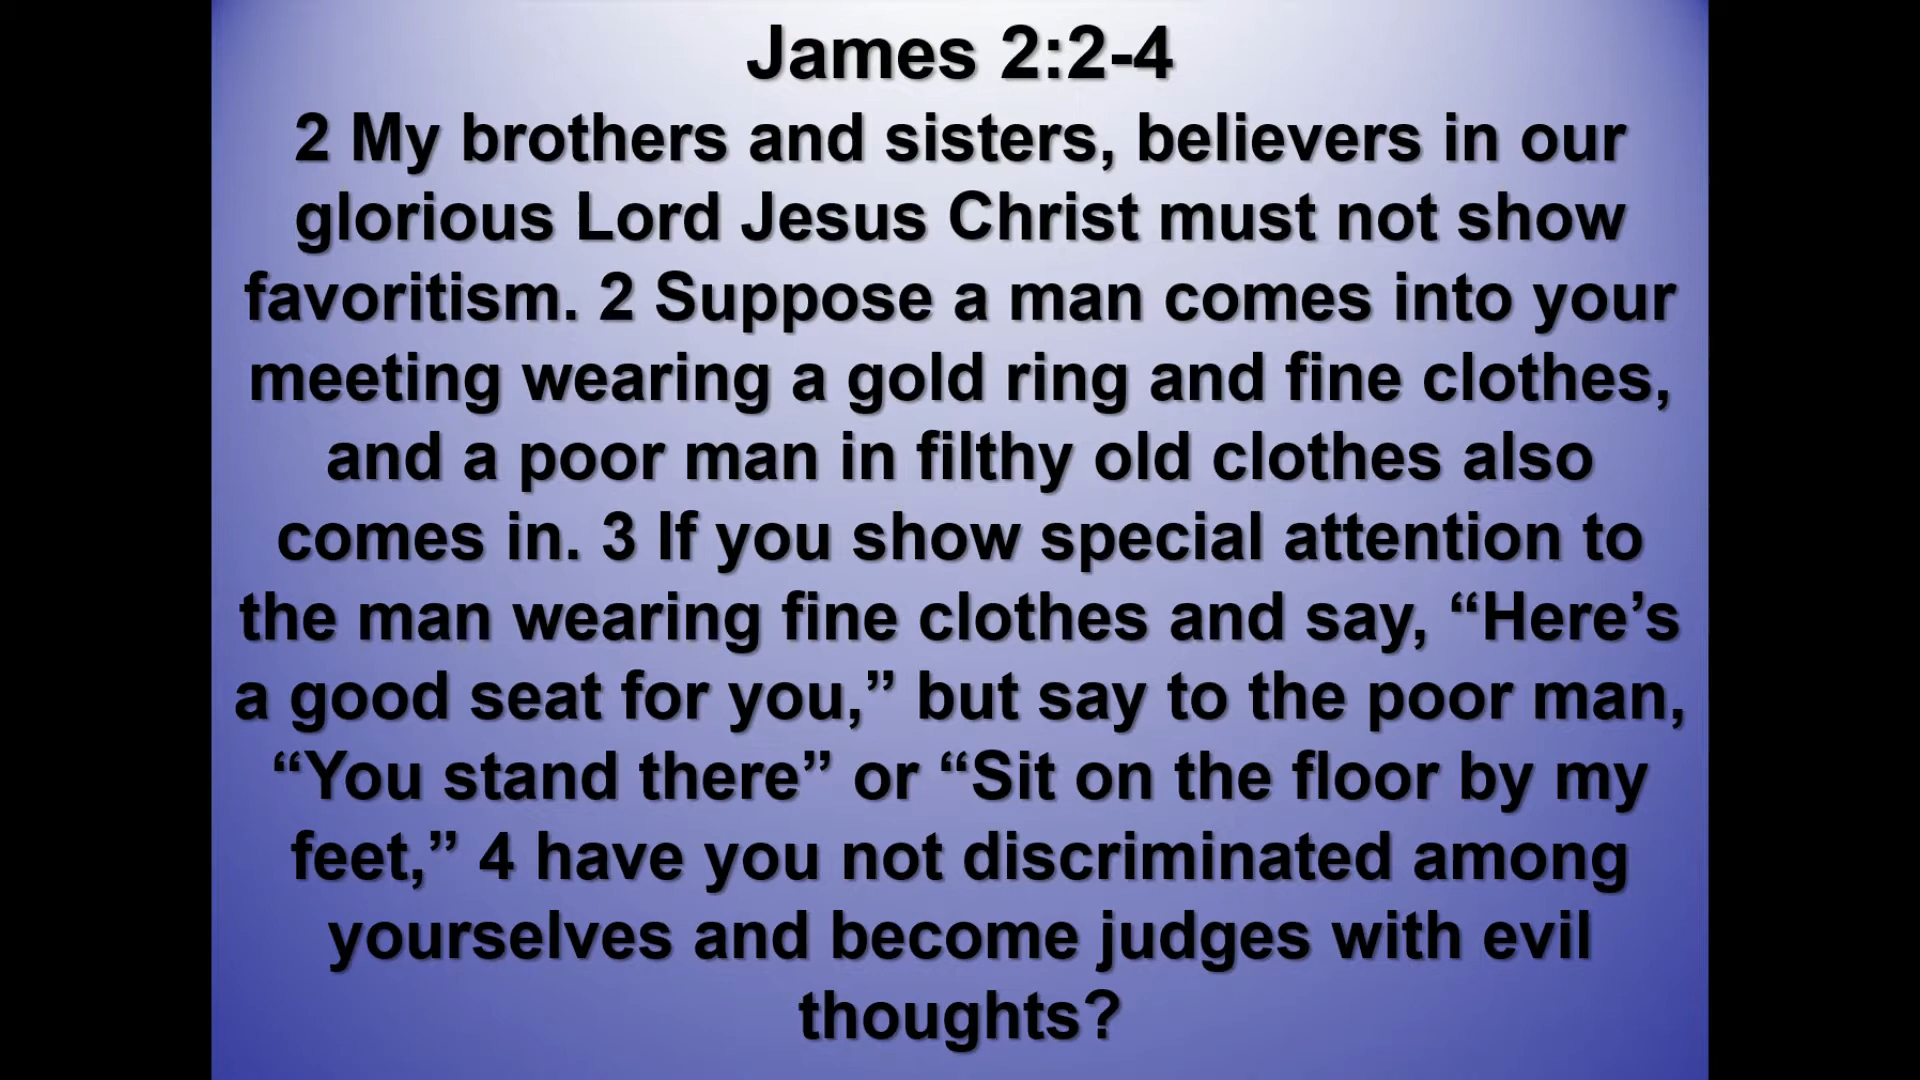 James 2:2-4
2 My brothers and sisters, believers in our
glorious Lord Jesus Christ must not show
favoritism. 2 Suppose a man comes into your
meeting wearing a gold ring and fine clothes,
and a poor man in filthy old clothes also
comes in. 3 If you show special attention to
the man wearing fine clothes and say, “Here’s
a good seat for you,” but say to the poor man,
“You stand there” or “Sit on the floor by my
feet,” 4 have you not discriminated among
yourselves and become judges with evil
thoughts?